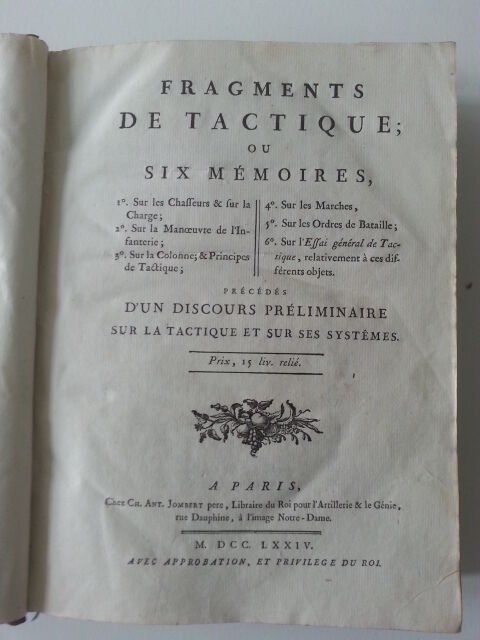 FRAGMENTS
DE TACTIQUE;
OU
SIX MÉMOIRES,
1°. Sur les Chaſſeurs & ſur la
Charge;
2°. Sur la Manœuvre de l'In-
fanterie;
3°. Sur la Colonne; & Principes
de Tactique;
4°. Sur les Marches,
5°. Sur les Ordres de Bataille;
6°. Sur l'Eſſai général de Tac-
tique, relativement à ces dif-
férents objets.
PRÉCÉDÉS
D'UN DISCOURS PRÉLIMINAIRE
SUR LA TACTIQUE ET SUR SES SYSTÊMES.
Prix, 15 liv. relié.
A PARIS,
Chez CH. ANT. JOMBERT pere, Libraire du Roi pour l'Artillerie & le Génie,
rue Dauphine, à l'image Notre-Dame.
M. DCC. LXXIV.
AVEC APPROBATION, ET PRIVILEGE DU ROI.